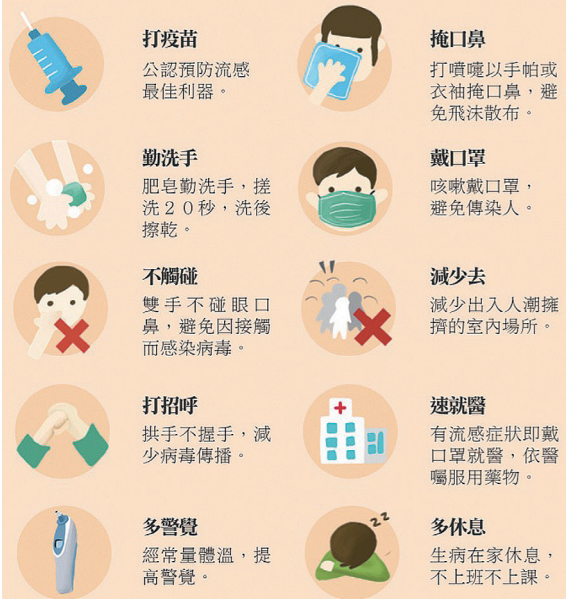 打疫苗
公認預防流感
最佳利器。
掩口鼻
打噴嚏以手帕或
衣袖掩口鼻，避
免飛沫散布。
勤洗手
肥皂勤洗手，搓
洗２０秒，洗後
擦乾。
戴口罩
咳嗽戴口罩，
避免傳染人。
不觸碰
雙手不碰眼口
鼻，避免因接觸
而感染病毒。
減少去
減少出入人潮擁
擠的室內場所。
打招呼
拱手不握手，減
少病毒傳播。
速就醫
有流感症狀即戴
口罩就醫，依醫
囑服用藥物。
多警覺
經常量體溫，提
高警覺。
zz
多休息
生病在家休息，
不上班不上課。